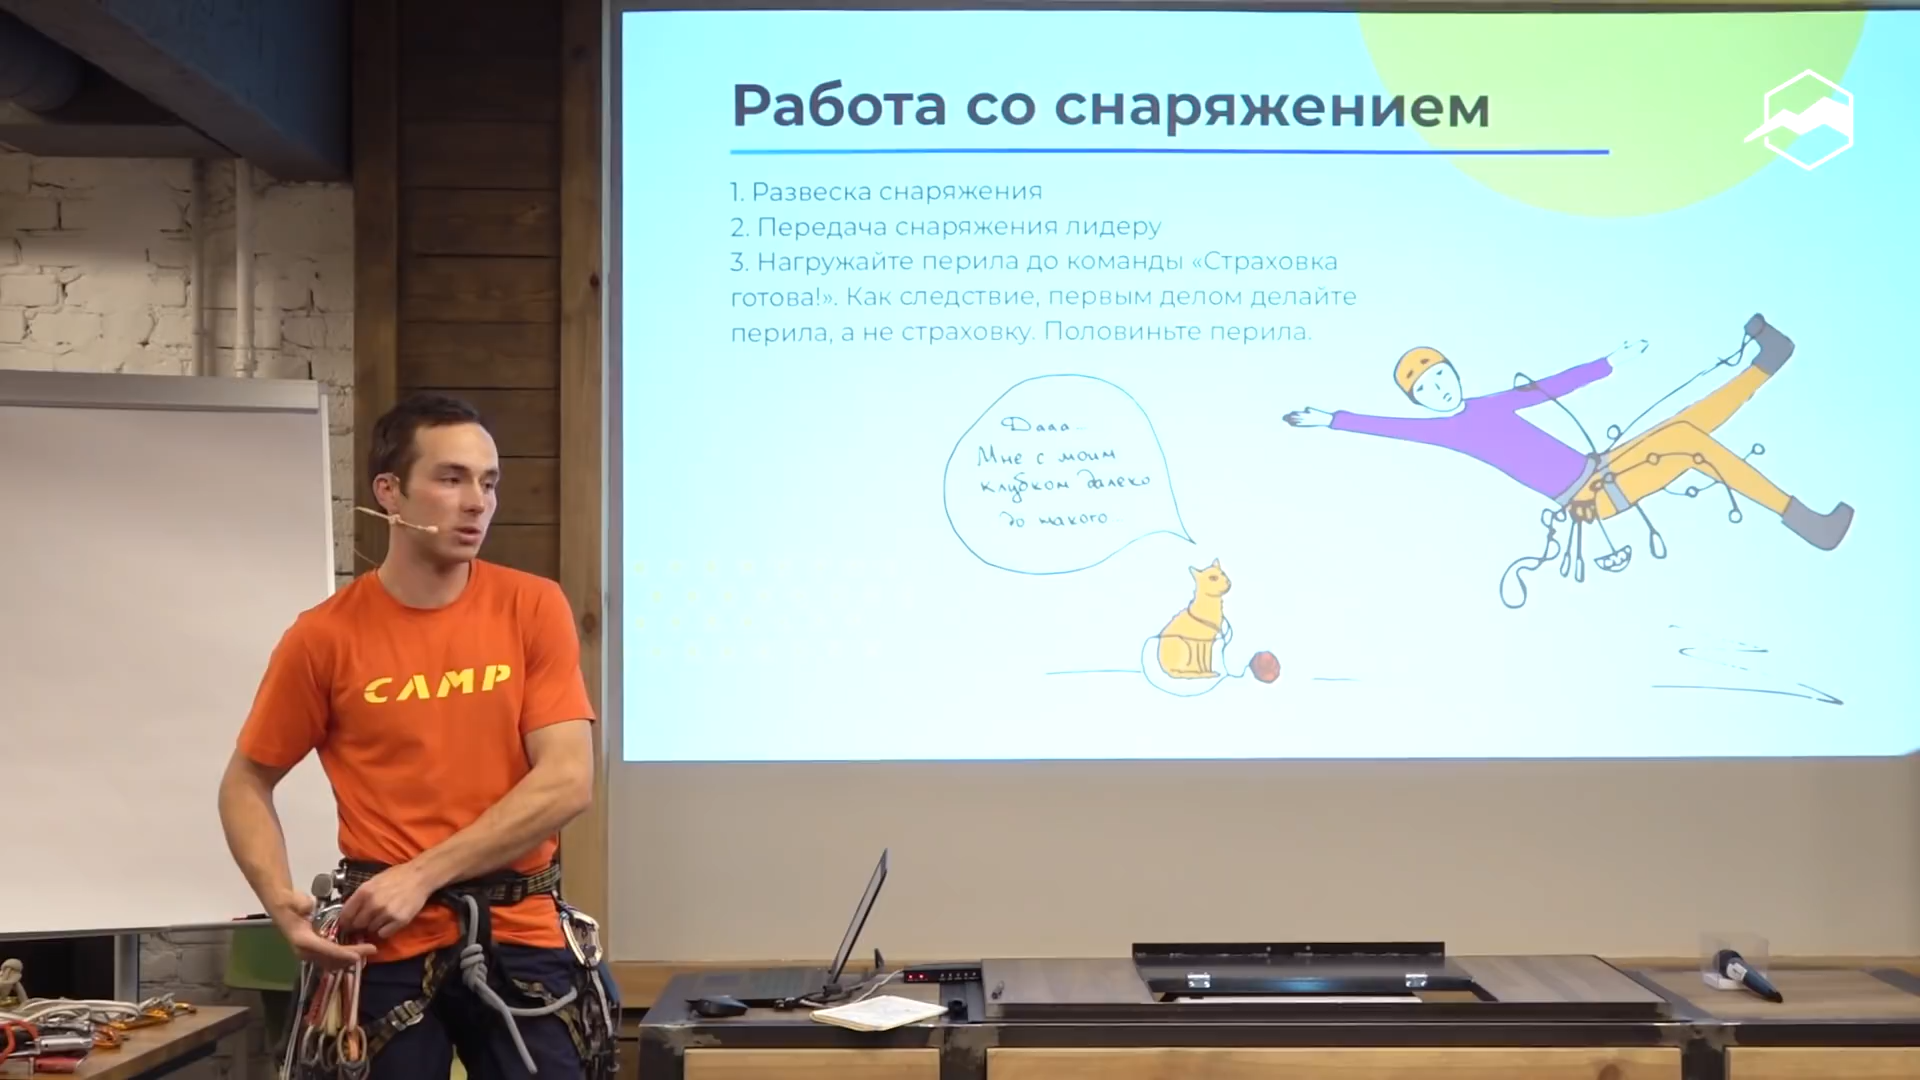 Работа со снаряжением
1. Развеска снаряжения
2. Передача снаряжения лидеру
3. Нагружайте перила до команды «Страховка
готова!». Как следствие, первым делом делайте
перила, а не страховку. Половиньте перила.
Дааа...
Мне с моим
клубком далеко
до такого...
CAMP